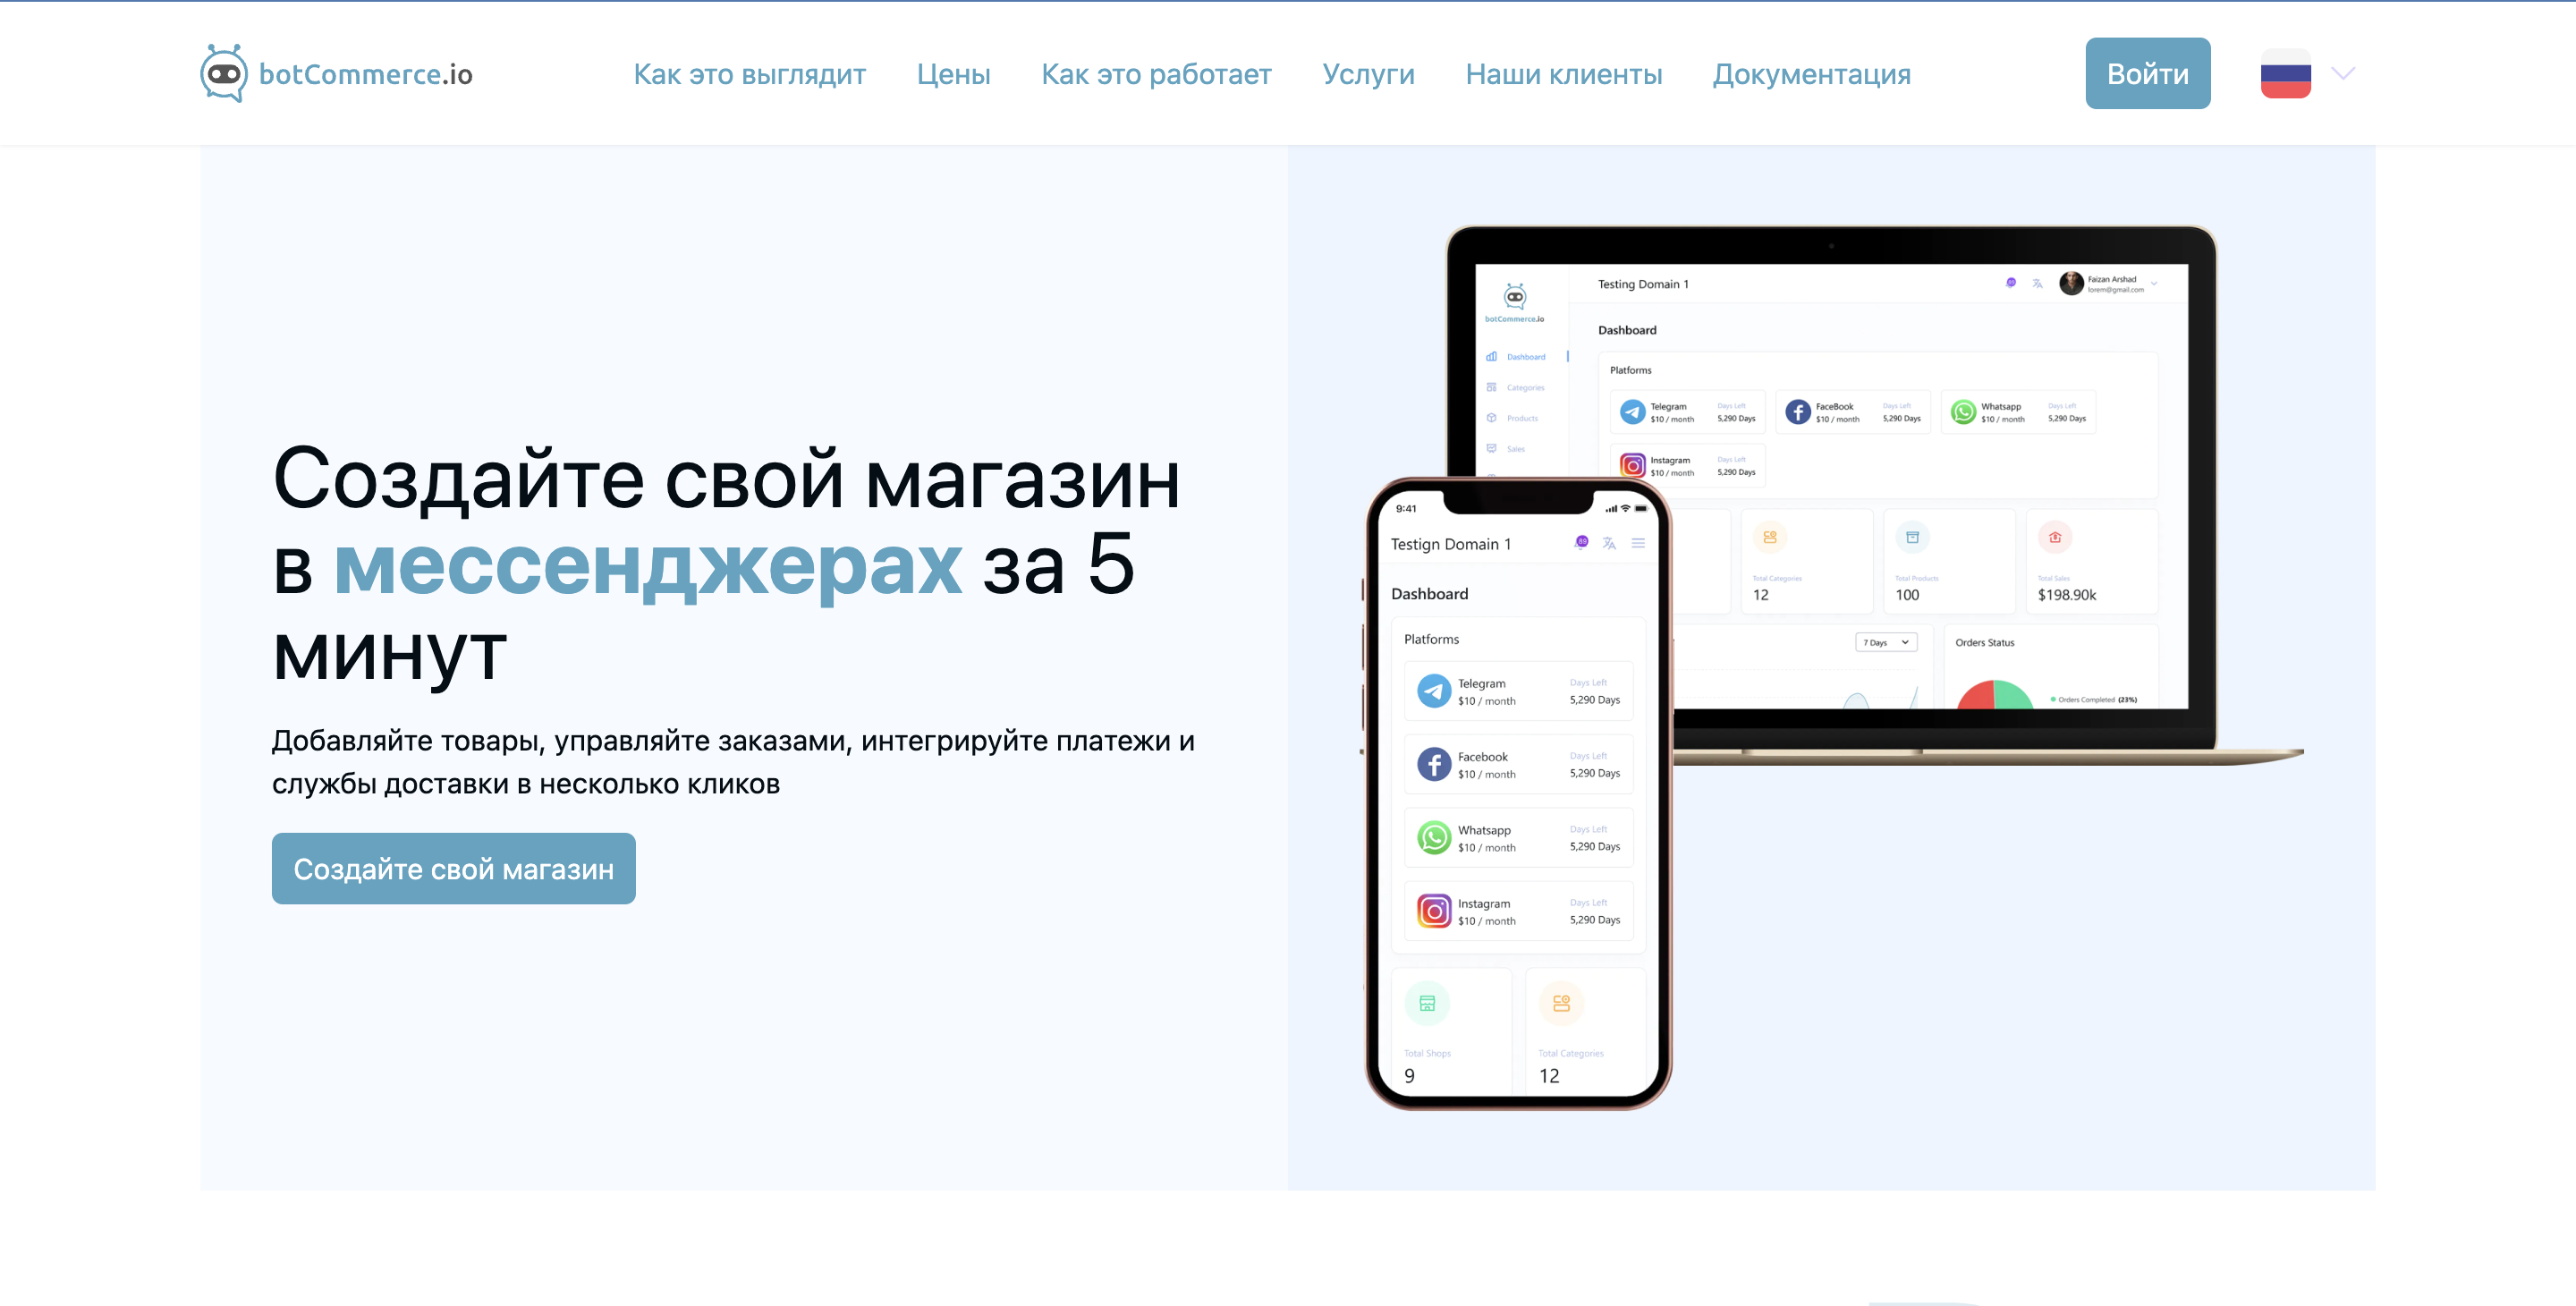 botCommerce.io
Как это выглядит
Цены
Как это работает
Услуги
Наши клиенты
Документация
Войти
Создайте свой магазин
в мессенджерах за 5
минут
Добавляйте товары, управляйте заказами, интегрируйте платежи и
службы доставки в несколько кликов
Создайте свой магазин
botCommerce.io
Testing Domain 1
Faizan Arshad
lorem@gmail.com
Dashboard
Categories
Products
Sales
Dashboard
Platforms
Telegram
$10 / month
Days Left
5,290 Days
FaceBook
$10 / month
Days Left
5,290 Days
Whatsapp
$10 / month
Days Left
5,290 Days
Instagram
$10 / month
Days Left
5,290 Days
Total Categories
12
Total Products
100
Total Sales
$198.90k
7 Days
Orders Status
Orders Completed (23%)
9:41
Testign Domain 1
89
Dashboard
Platforms
Telegram
$10 / month
Days Left
5,290 Days
Facebook
$10 / month
Days Left
5,290 Days
Whatsapp
$10 / month
Days Left
5,290 Days
Instagram
$10 / month
Days Left
5,290 Days
Total Shops
9
Total Categories
12